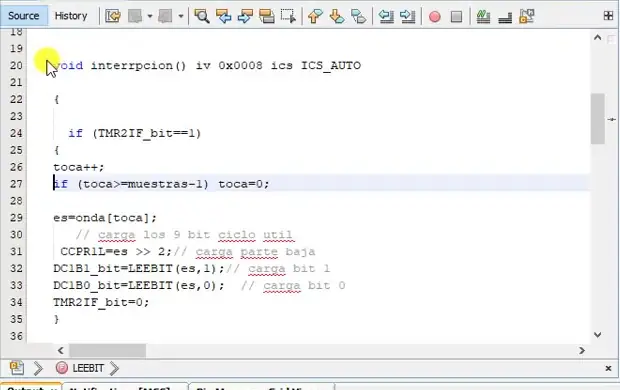 Source
History
18
20 void interrpcion() iv 0x0008 ics ICS_AUTO
21
22 {
23
24 if (TMR2IF_bit==1)
25 {
26 toca++;
27 if (toca>=muestras-1) toca=0;
28
29 es=onda[toca];
30 // carga los 9 bit ciclo util
31 CCPR1L=es >> 2;// carga parte baja
32 DC1B1_bit=LEEBIT(es,1);// carga bit 1
33 DC1B0_bit=LEEBIT(es,0); // carga bit 0
34 TMR2IF_bit=0;
35 }
36
LEEBIT